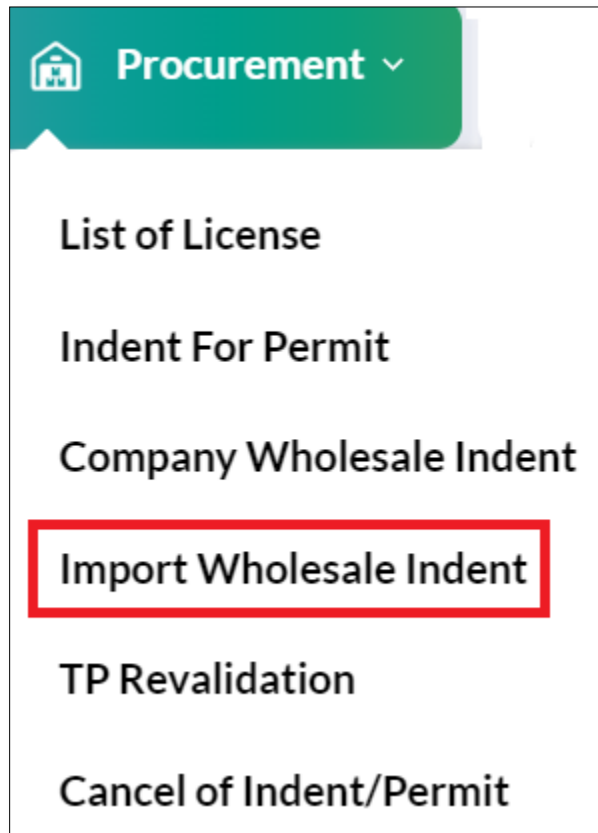 Procurement
List of License
Indent For Permit
Company Wholesale Indent
Import Wholesale Indent
TP Revalidation
Cancel of Indent/Permit